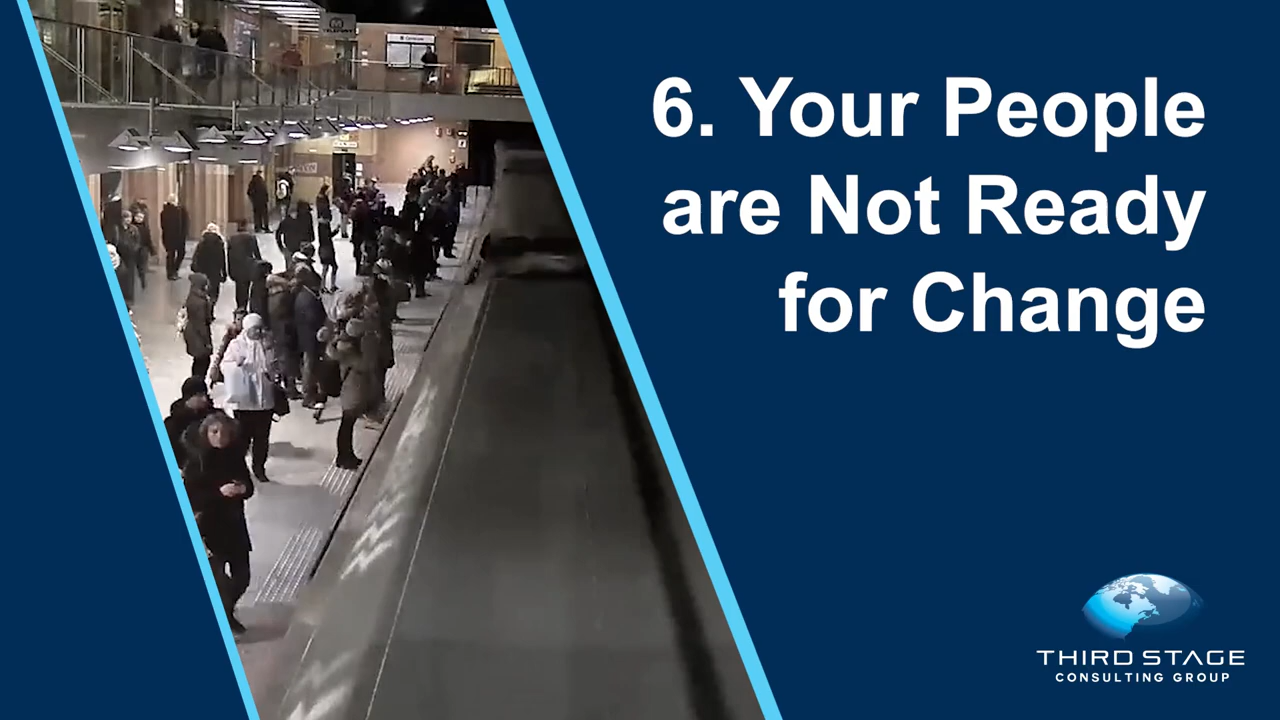 6. Your People
are Not Ready
for Change
THIRD STAGE
CONSULTING GROUP